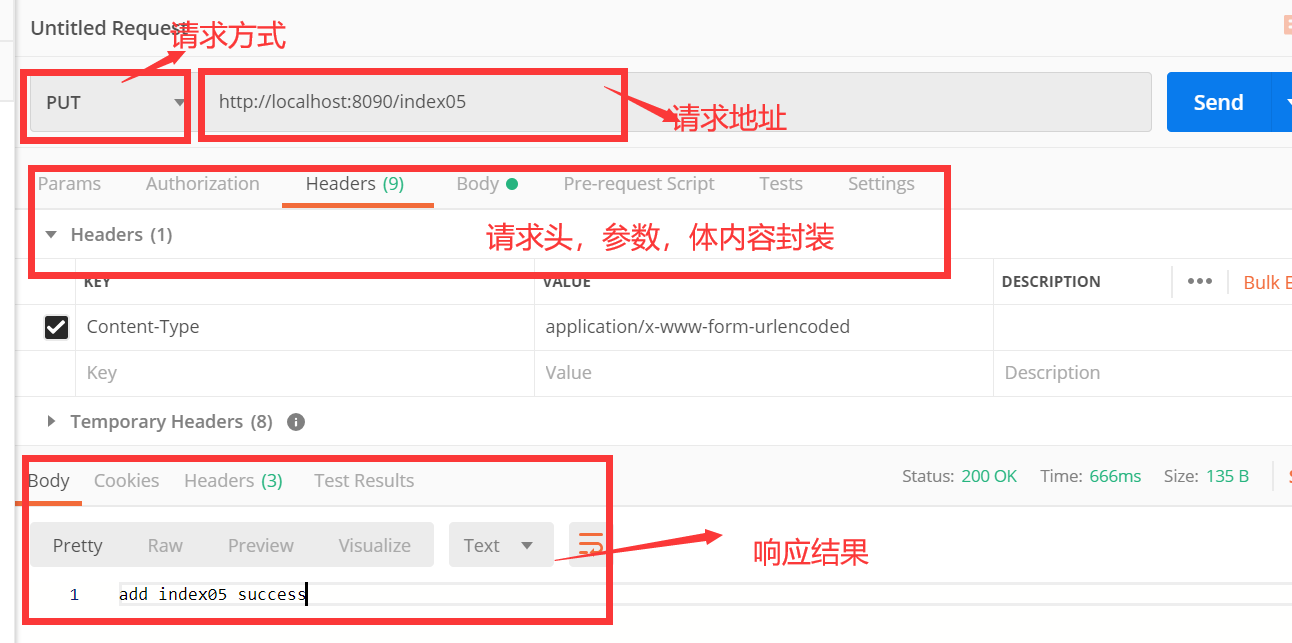 Untitled Request
请求方式
PUT
http://localhost:8090/index05
请求地址
Send
Params Authorization Headers (9) Body Pre-request Script Tests Settings
Headers (1)
请求头，参数，体内容封装
KEY VALUE DESCRIPTION ••• Bulk E
Content-Type application/x-www-form-urlencoded
Key Value Description
Temporary Headers (8)
Body Cookies Headers (3) Test Results Status: 200 OK Time: 666ms Size: 135 B
Pretty Raw Preview Visualize Text
响应结果
1 add index05 success